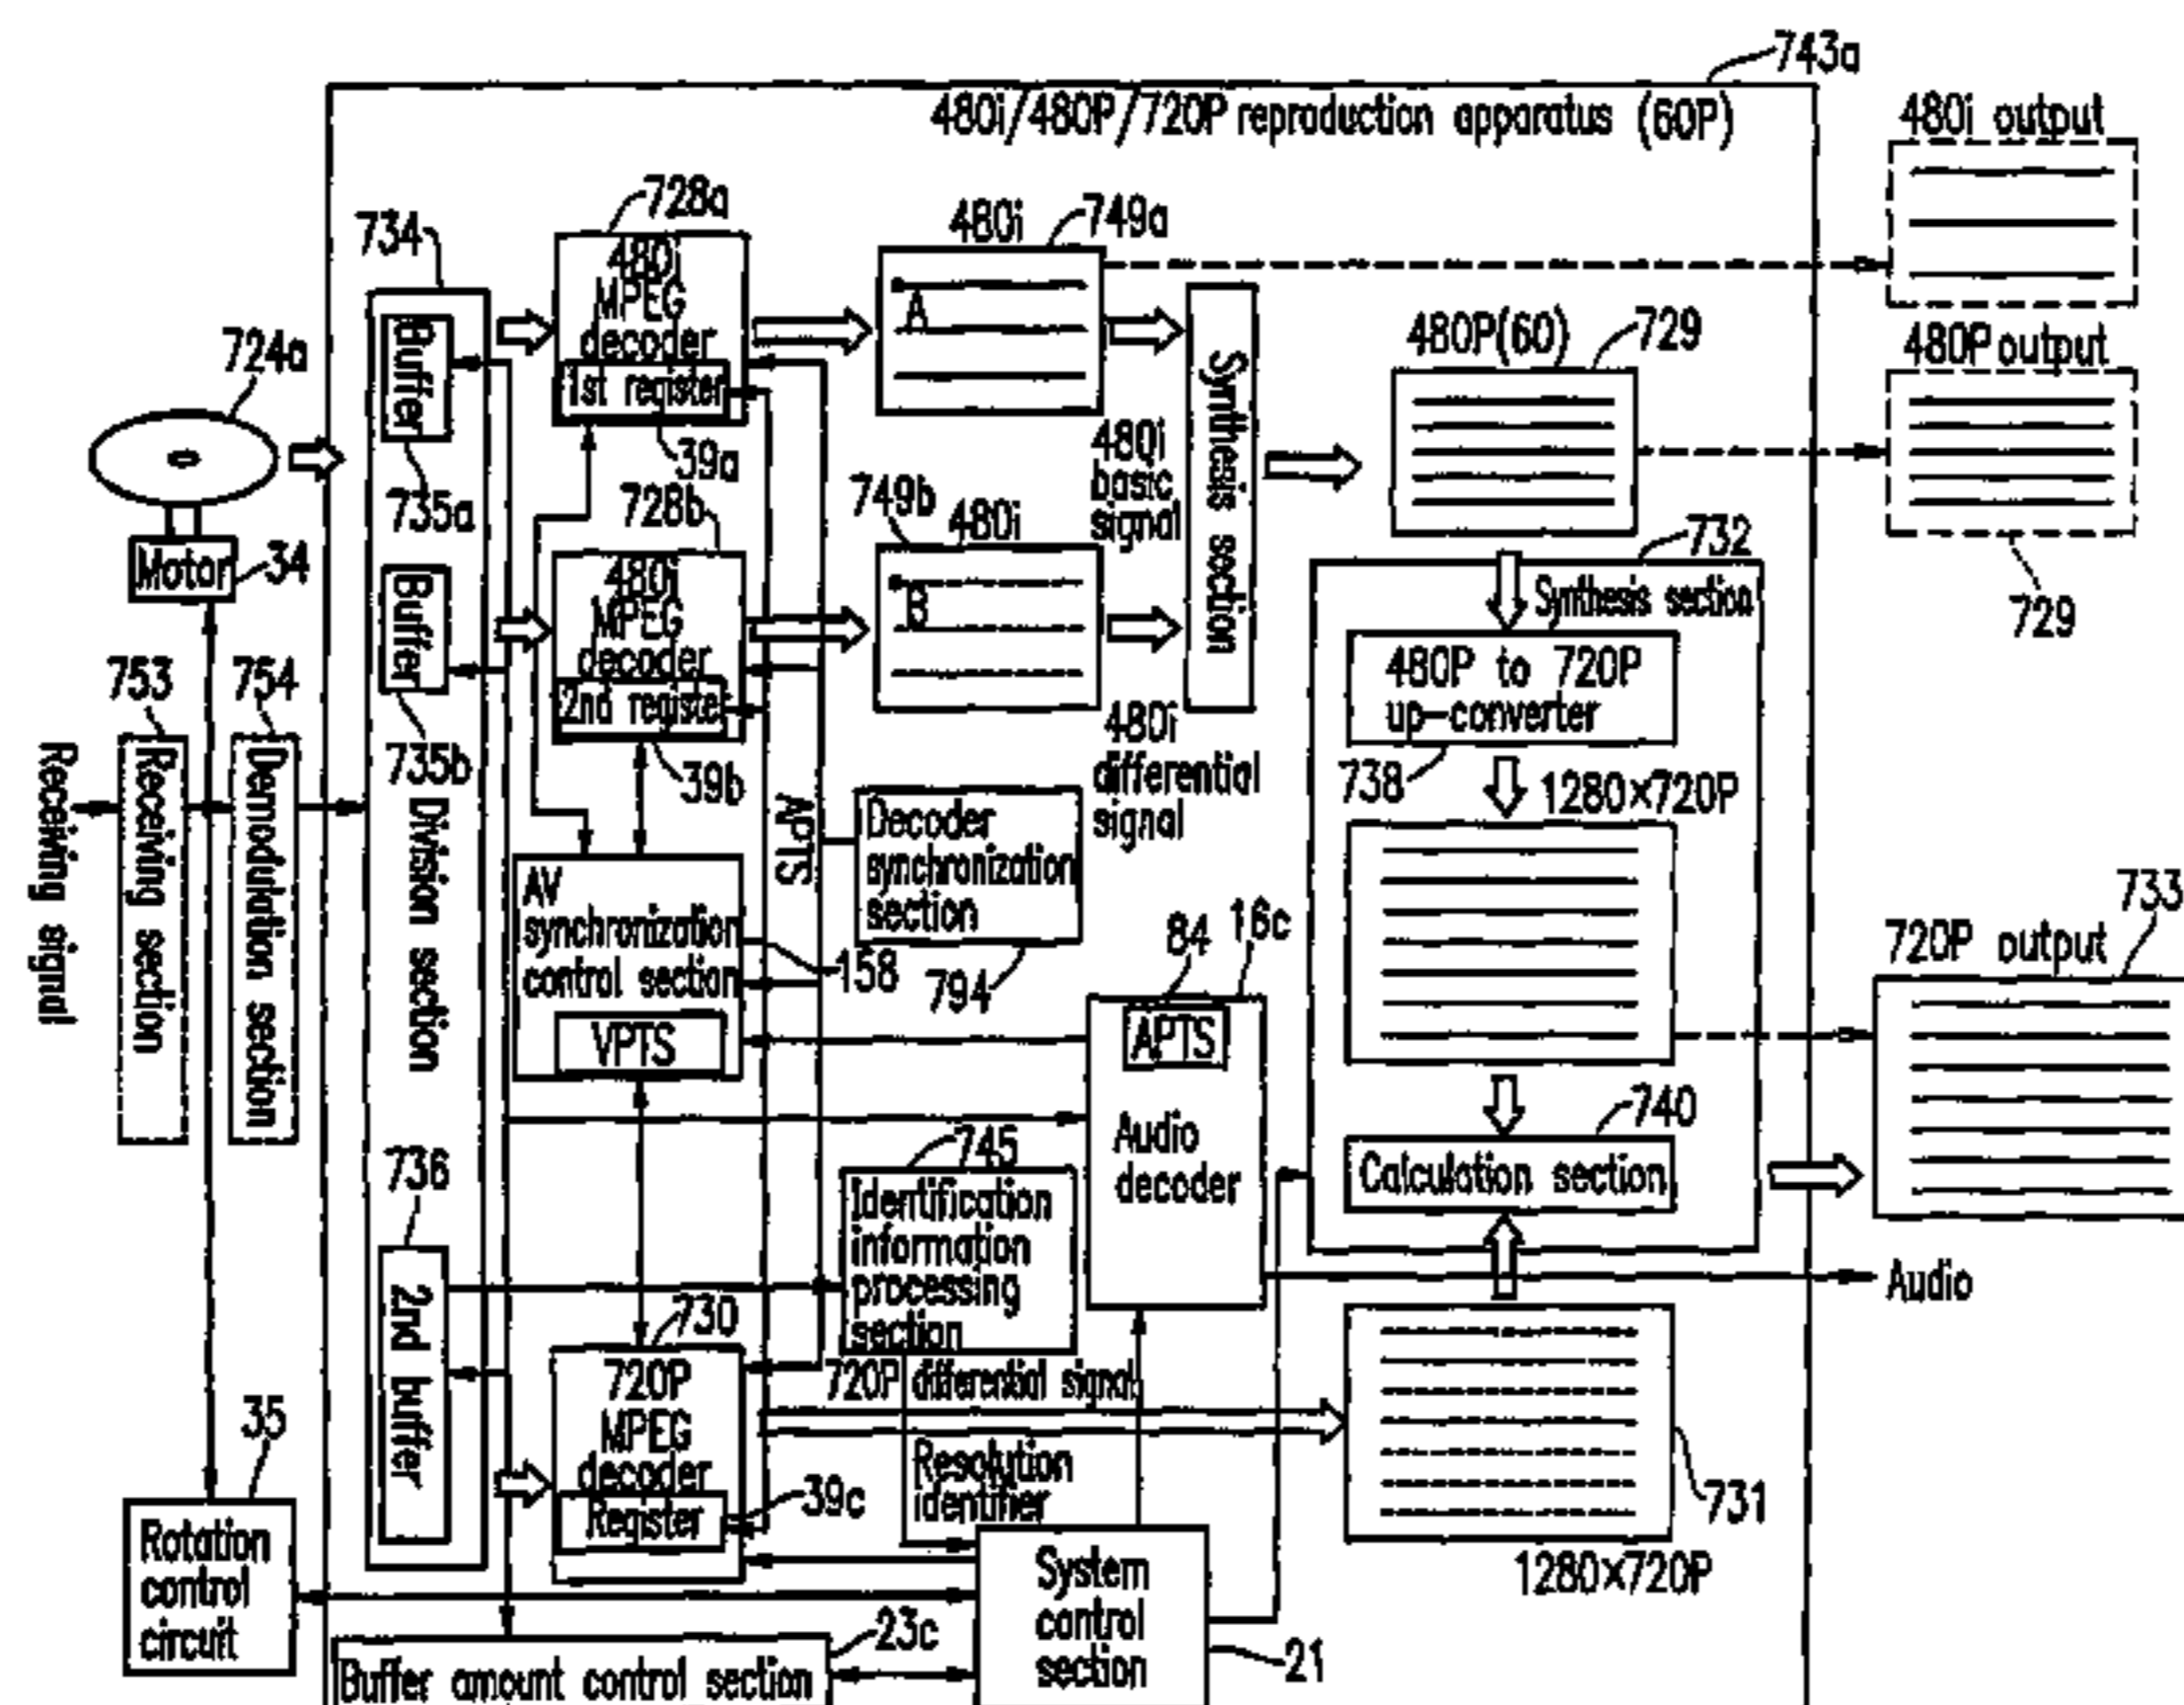 743a
480i/480P/720P reproduction apparatus (60P)
480i output
728a
734
480i
749a
480i
MPEG
decoder
1st register
A
Buffer
724a
480P(60)
729
480P output
Synthesis section
39a
735a
728b
749b
480i
480i
basic
signal
Motor
34
732
729
Buffer
480i
MPEG
decoder
2nd register
B
Synthesis section
480P to 720P
up-converter
753
754
735b
39b
480i
differential
signal
738
1280×720P
Receiving signal
Receiving section
Demodulation section
Division section
APTS
Decoder
synchronization
section
AV
synchronization
control section
158
794
84
16c
733
720P output
VPTS
APTS
Audio
decoder
740
736
745
Calculation section
Identification
information
processing
section
2nd buffer
730
Audio
720P
MPEG
decoder
720P differential signal
35
Resolution
identifier
Register
39c
731
Rotation
control
circuit
System
control
section
1280×720P
23c
21
Buffer amount control section